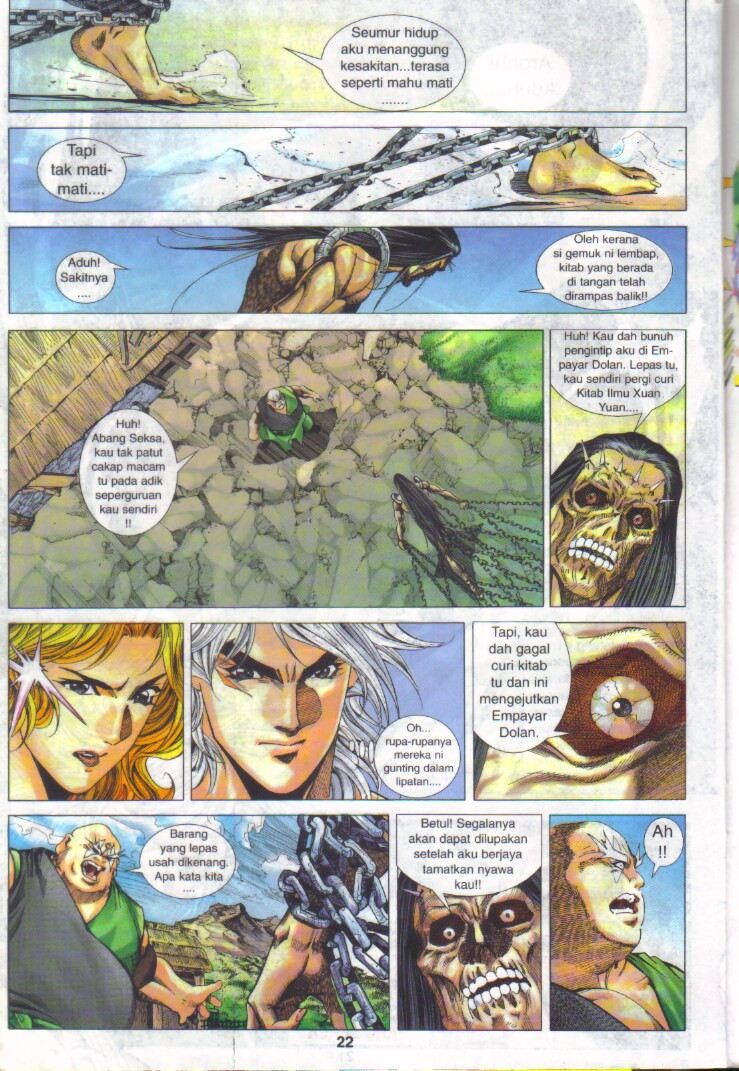 Seumur hidup
aku menanggung
kesakitan...terasa
seperti mahu mati
.......
Tapi
tak mati-
mati....
Aduh!
Sakitnya
....
Oleh kerana
si gemuk ni lembap,
kitab yang berada
di tangan telah
dirampas balik!!
Huh!
Abang Seksa,
kau tak patut
cakap macam
tu pada adik
seperguruan
kau sendiri
!!
Huh! Kau dah bunuh
pengintip aku di Em-
payar Dolan. Lepas tu,
kau sendiri pergi curi
Kitab Ilmu Xuan
Yuan....
Oh...
rupa-rupanya
mereka ni
gunting dalam
lipatan....
Tapi, kau
dah gagal
curi kitab
tu dan ini
mengejutkan
Empayar
Dolan.
Barang
yang lepas
usah dikenang.
Apa kata kita
....
Betul! Segalanya
akan dapat dilupakan
setelah aku berjaya
tamatkan nyawa
kau!!
Ah
!!
22